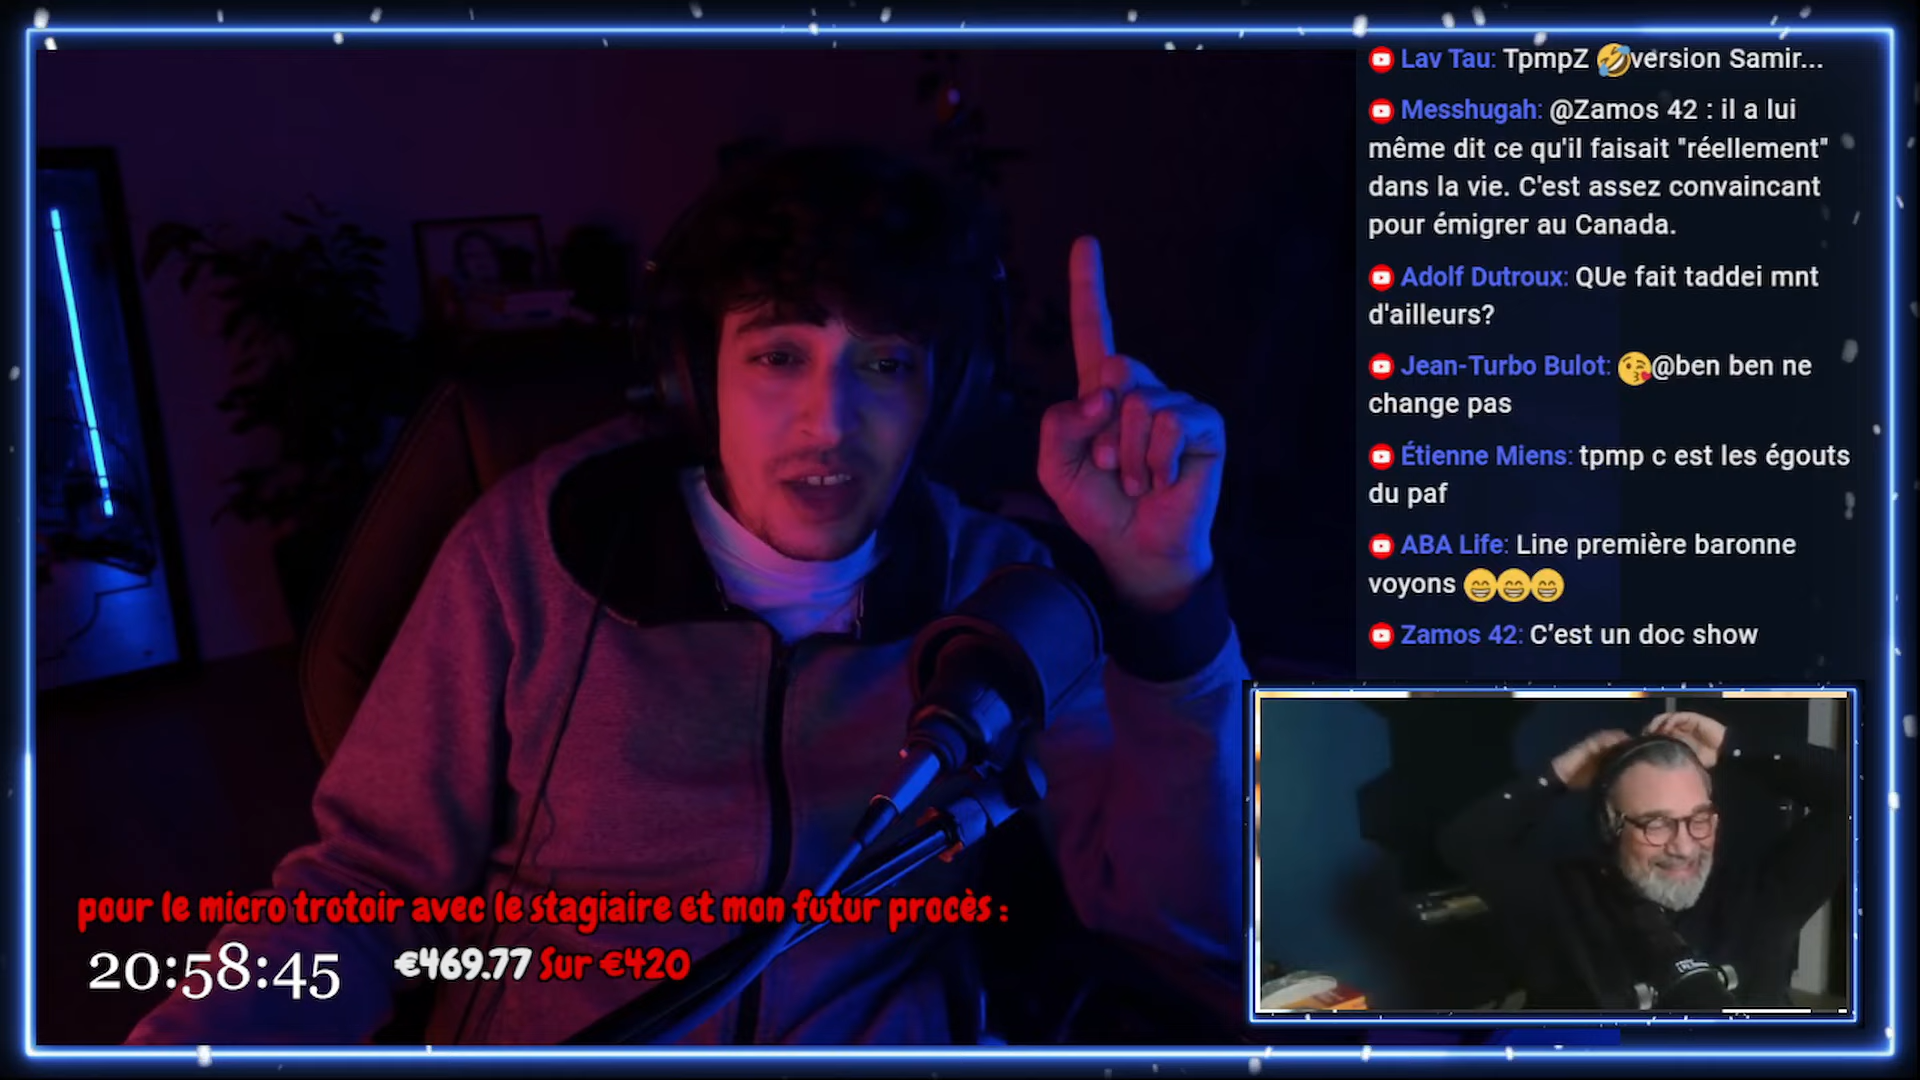 Lav Tau: TpmpZ 🤣version Samir...
Messhugah: @Zamos 42 : il a lui
même dit ce qu'il faisait "réellement"
dans la vie. C'est assez convaincant
pour émigrer au Canada.
Adolf Dutroux: QUe fait taddei mnt
d'ailleurs?
Jean-Turbo Bulot: 😘@ben ben ne
change pas
Étienne Miens: tpmp c est les égouts
du paf
ABA Life: Line première baronne
voyons 😁😁😁
Zamos 42: C’est un doc show
pour le micro trotoir avec le stagiaire et mon futur procès :
20:58:45 €469.77 Sur €420